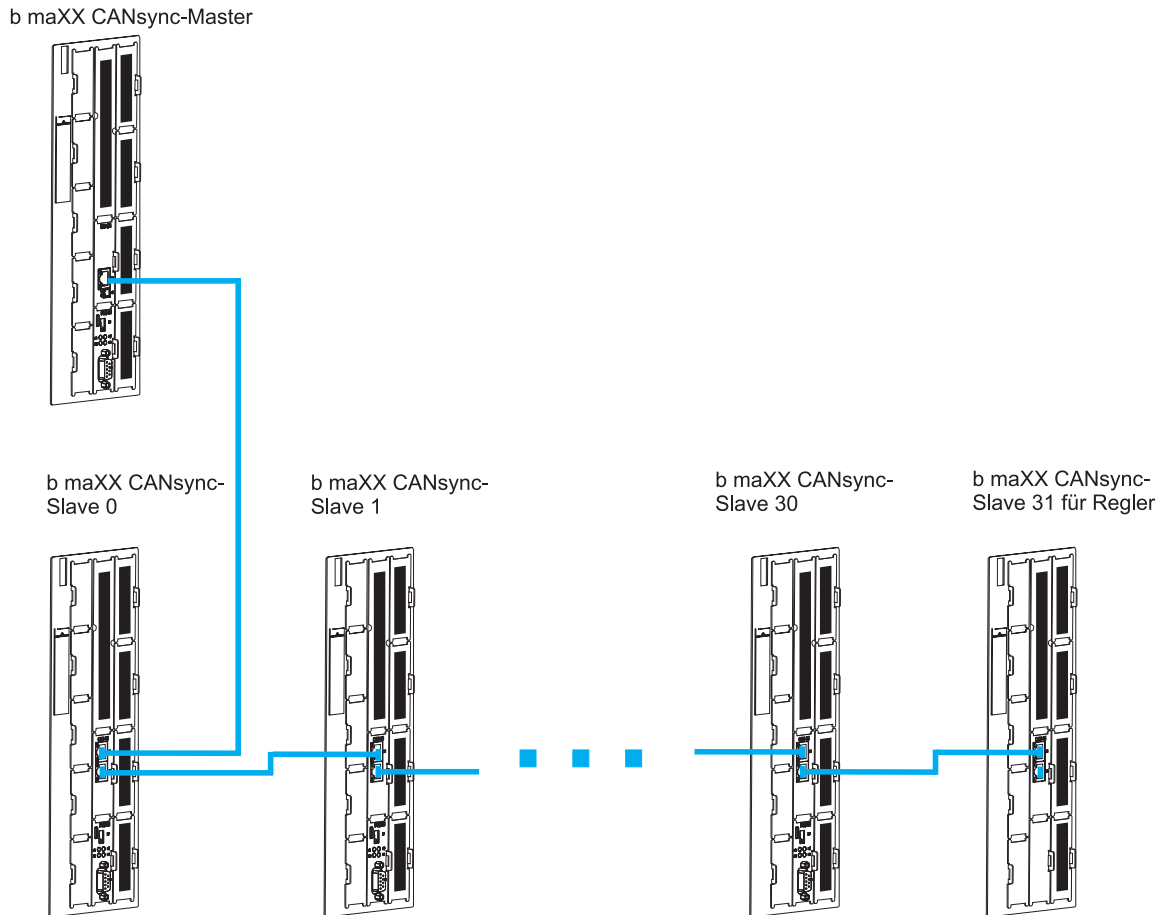 b maXX CANsync-Master
b maXX CANsync-
Slave 0
b maXX CANsync-
Slave 1
b maXX CANsync-
Slave 30
b maXX CANsync-
Slave 31 für Regler